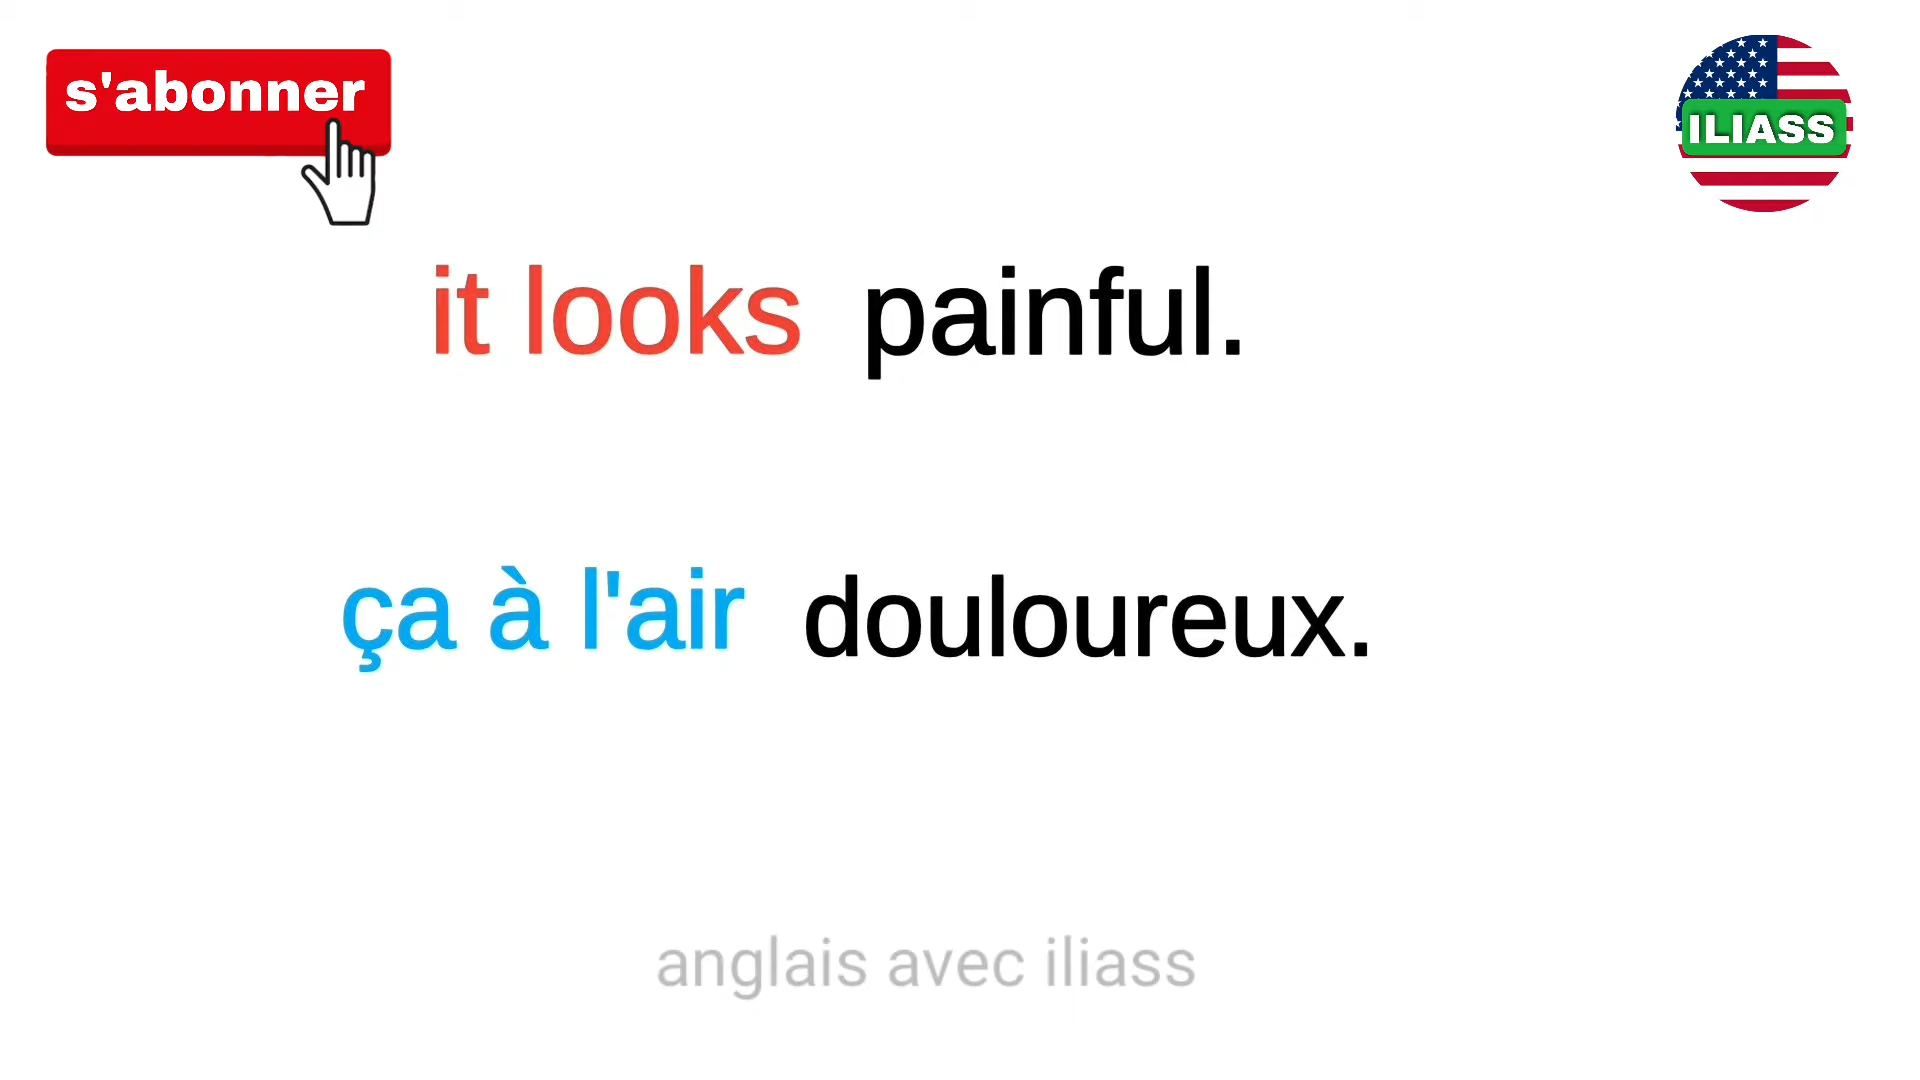 s'abonner
ILIASS
it looks painful.
ça à l'air douloureux.
anglais avec iliass